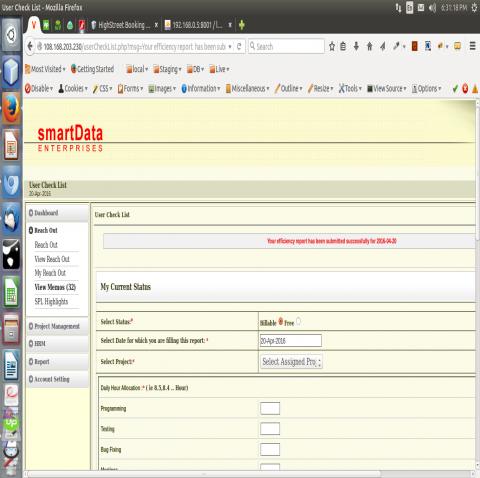 User Check List - Mozilla Firefox
En
6:31:18 PM
HighStreet Booking ...
192.168.0.3:9001 / l...
108.168.203.230/userCheckList.php?msg=Your efficiency report has been sub
Search
Most Visited
Getting Started
local
Staging
DB
Live
Disable
Cookies
CSS
Forms
Images
Information
Miscellaneous
Outline
Resize
Tools
View Source
Options
smartData
ENTERPRISES
User Check List
20-Apr-2016
Dashboard
Reach Out
Reach Out
View Reach Out
My Reach Out
View Memos (32)
SPL Highlights
Project Management
HRM
Report
Account Setting
User Check List
Your efficiency report has been submitted successfully for 2016-04-20
My Current Status
Select Status:*
Billable Free
Select Date for which you are filling this report: *
20-Apr-2016
Select Project:*
Select Assigned Proj
Daily Hour Allocation :* ( ie 8.5,8.4 .. Hour)
Programming
Testing
Bug Fixing
Meetings